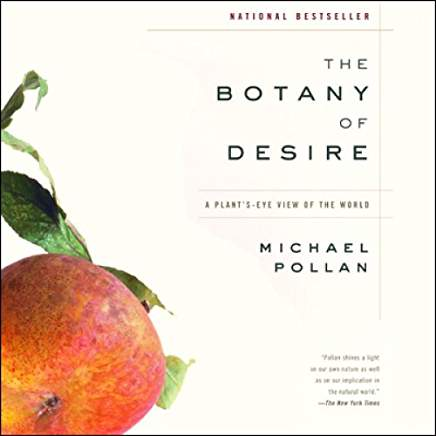 NATIONAL BESTSELLER
THE
BOTANY
OF
DESIRE
A PLANT'S-EYE VIEW OF THE WORLD
MICHAEL
POLLAN
"Pollan shines a light
on our own nature as well
as on our implication in
the natural world."
—The New York Times